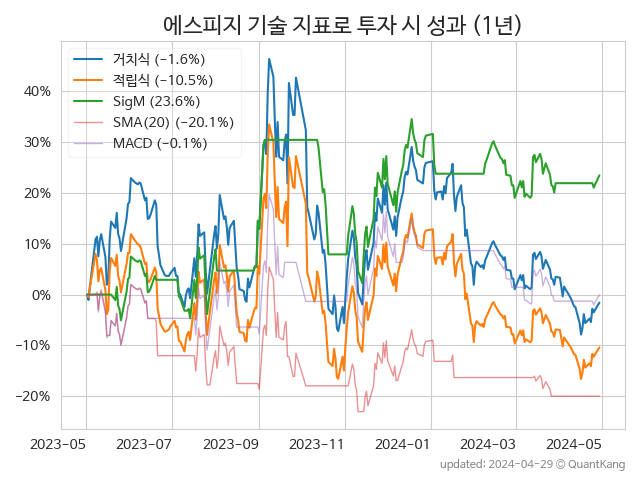 에스피지 기술 지표로 투자 시 성과 (1년)
거치식 (−1.6%)
적립식 (−10.5%)
SigM (23.6%)
SMA(20) (−20.1%)
MACD (−0.1%)
40%
30%
20%
10%
0%
−10%
−20%
2023-05 2023-07 2023-09 2023-11 2024-01 2024-03 2024-05
updated: 2024-04-29 © QuantKang